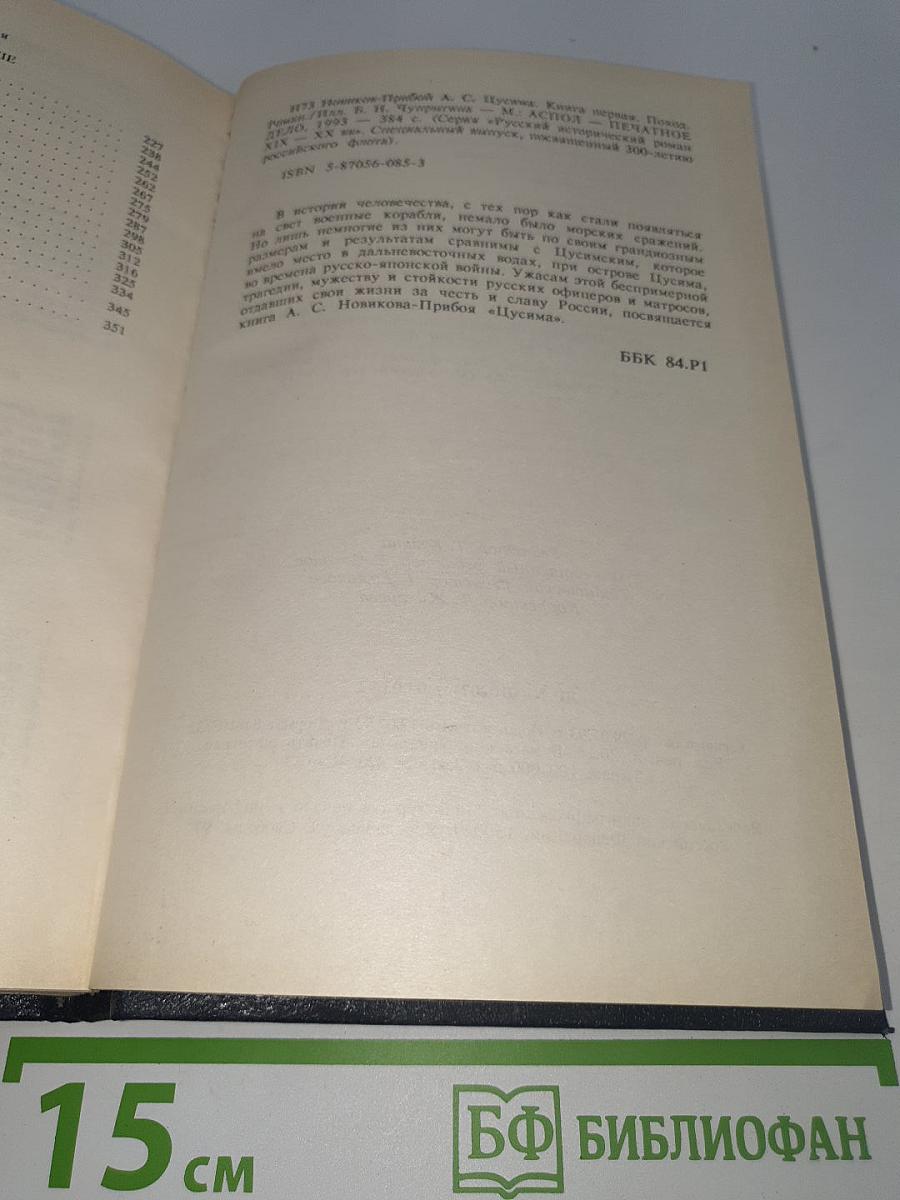 и
ИЕ
227
238
244
252
262
267
275
279
287
298
305
312
316
325
334
345
351
Н73 Новиков-Прибой А. С. Цусима. Книга первая. Поход.
Роман./Илл. Б. Н. Чупрыгина — М.: АСПОЛ — ПЕЧАТНОЕ
ДЕЛО, 1993 — 384 с. (Серия «Русский исторический роман
XIX — XX вв». Специальный выпуск, посвященный 300-летию
российского флота).
ISBN 5-87056-085-3
В истории человечества, с тех пор как стали появляться
на свет военные корабли, немало было морских сражений.
Но лишь немногие из них могут быть по своим грандиозным
размерам и результатам сравнимы с Цусимским, которое
имело место в дальневосточных водах, при острове Цусима,
во времена русско-японской войны. Ужасам этой беспримерной
трагедии, мужеству и стойкости русских офицеров и матросов,
отдавших свои жизни за честь и славу России, посвящается
книга А. С. Новикова-Прибоя «Цусима».
ББК 84.Р1
15 см
БФ БИБЛИОФАН